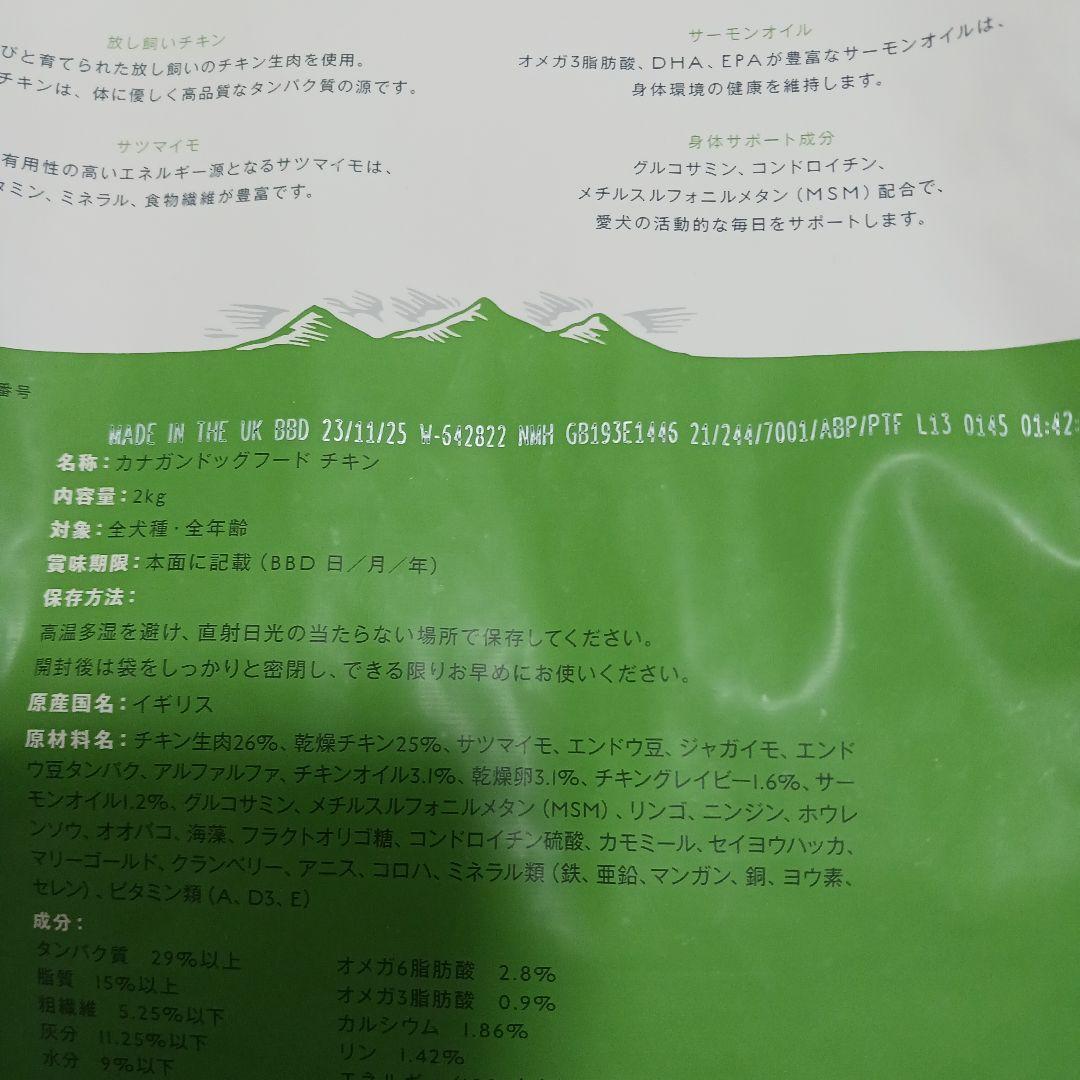 放し飼いチキン
びと育てられた放し飼いのチキン生肉を使用。
チキンは、体に優しく高品質なタンパク質の源です。
サツマイモ
有用性の高いエネルギー源となるサツマイモは、
タミン、ミネラル、食物繊維が豊富です。
サーモンオイル
オメガ3脂肪酸、DHA、EPAが豊富なサーモンオイルは、
身体環境の健康を維持します。
身体サポート成分
グルコサミン、コンドロイチン、
メチルスルフォニルメタン（MSM）配合で、
愛犬の活動的な毎日をサポートします。
番号
MADE IN THE UK BBD 23/11/25 W-642822 NMH GB193E1446 21/244/7001/ABP/PTF L13 0145 01:42:
名称：カナガンドッグフード チキン
内容量：2kg
対象：全犬種・全年齢
賞味期限：本面に記載（BBD 日／月／年）
保存方法：
高温多湿を避け、直射日光の当たらない場所で保存してください。
開封後は袋をしっかりと密閉し、できる限りお早めにお使いください。
原産国名：イギリス
原材料名：チキン生肉26%、乾燥チキン25%、サツマイモ、エンドウ豆、ジャガイモ、エンド
ウ豆タンパク、アルファルファ、チキンオイル3.1%、乾燥卵3.1%、チキングレイビー1.6%、サー
モンオイル1.2%、グルコサミン、メチルスルフォニルメタン（MSM）、リンゴ、ニンジン、ホウレ
ンソウ、オオバコ、海藻、フラクトオリゴ糖、コンドロイチン硫酸、カモミール、セイヨウハッカ、
マリーゴールド、クランベリー、アニス、コロハ、ミネラル類（鉄、亜鉛、マンガン、銅、ヨウ素、
セレン）、ビタミン類（A、D3、E）
成分：
タンパク質 29%以上
脂質 15%以上
粗繊維 5.25%以下
灰分 11.25%以下
水分 9%以下
オメガ6脂肪酸 2.8%
オメガ3脂肪酸 0.9%
カルシウム 1.86%
リン 1.42%